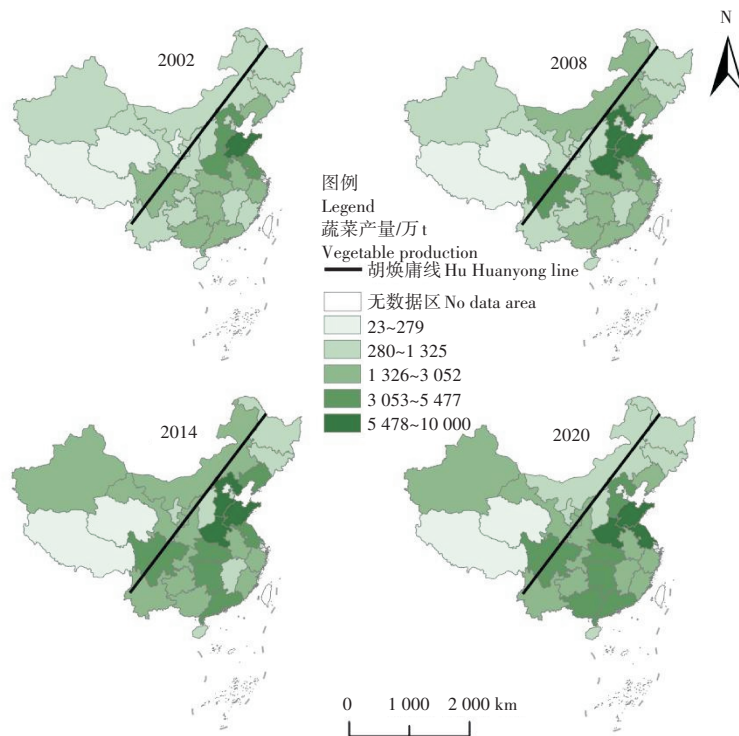 N
2002
2008
图例
Legend
蔬菜产量/万 t
Vegetable production
胡焕庸线 Hu Huanyong line
无数据区 No data area
23~279
280~1 325
1 326~3 052
3 053~5 477
5 478~10 000
2014
2020
0 1 000 2 000 km